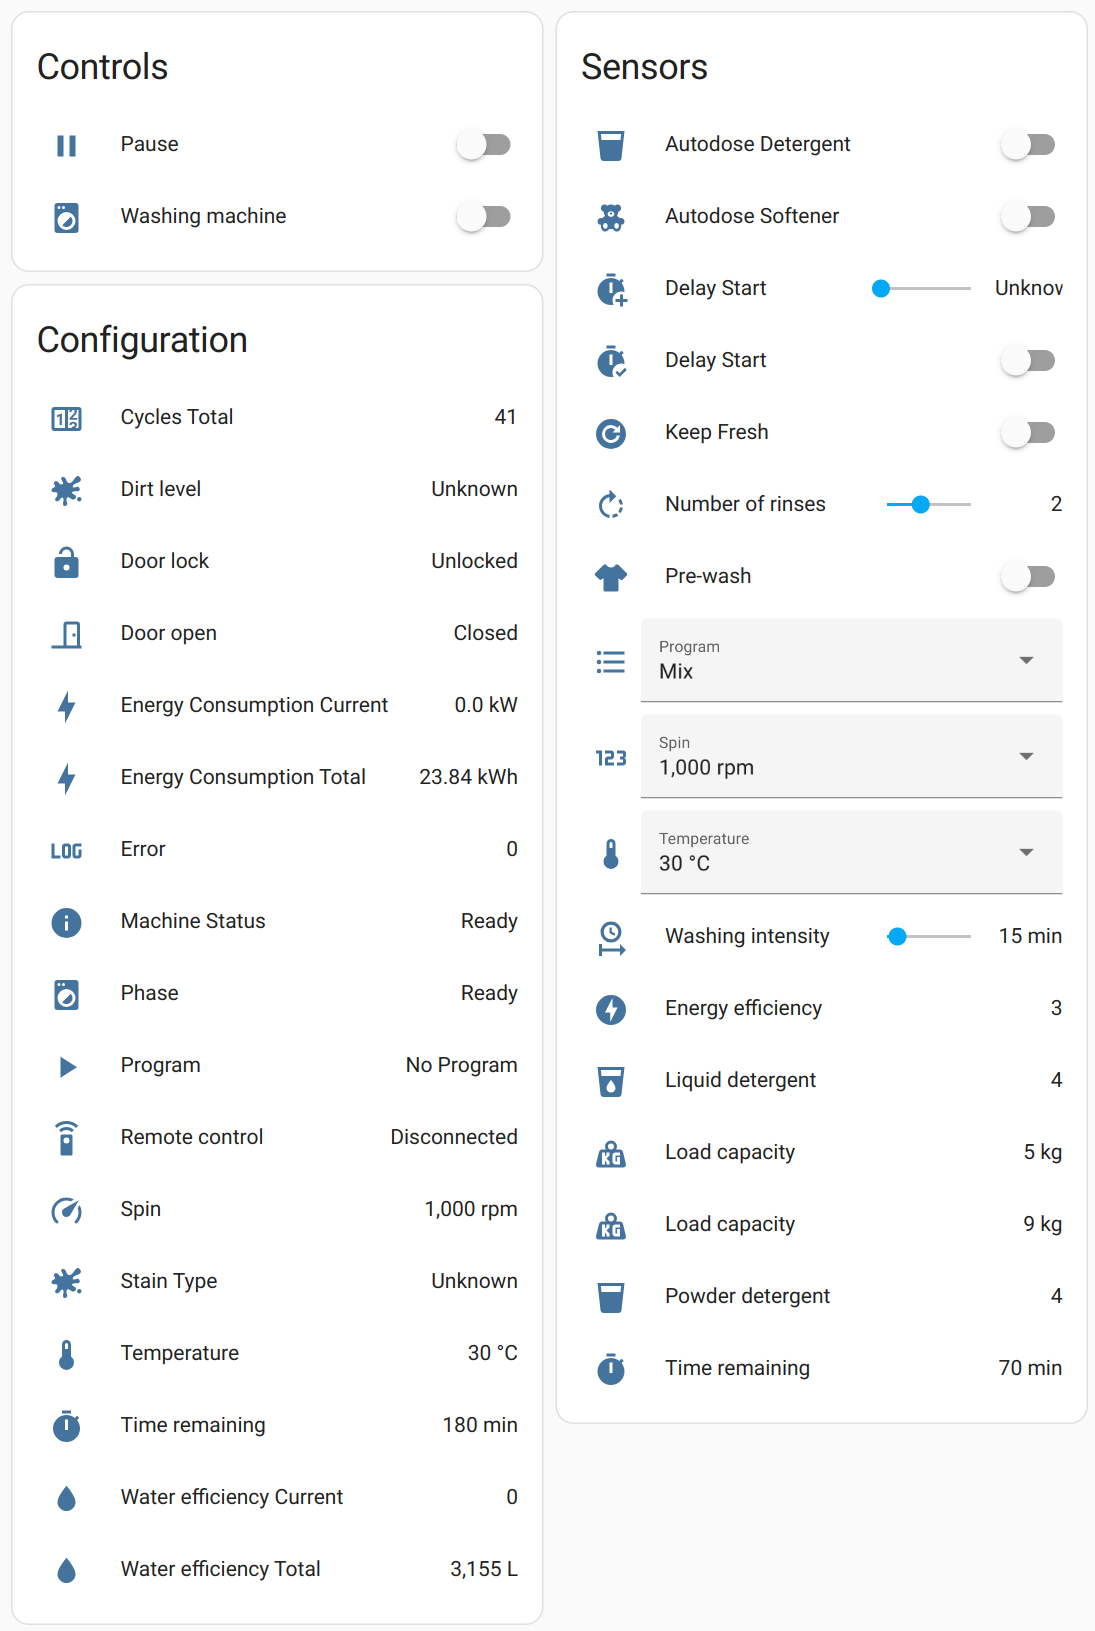 Controls
Pause
Washing machine
Configuration
Cycles Total 41
Dirt level Unknown
Door lock Unlocked
Door open Closed
Energy Consumption Current 0.0 kW
Energy Consumption Total 23.84 kWh
LOG Error 0
Machine Status Ready
Phase Ready
Program No Program
Remote control Disconnected
Spin 1,000 rpm
Stain Type Unknown
Temperature 30 °C
Time remaining 180 min
Water efficiency Current 0
Water efficiency Total 3,155 L
Sensors
Autodose Detergent
Autodose Softener
Delay Start Unknow
Delay Start
Keep Fresh
Number of rinses 2
Pre-wash
Program
Mix
Spin
123 1,000 rpm
Temperature
30 °C
Washing intensity 15 min
Energy efficiency 3
Liquid detergent 4
KG Load capacity 5 kg
KG Load capacity 9 kg
Powder detergent 4
Time remaining 70 min